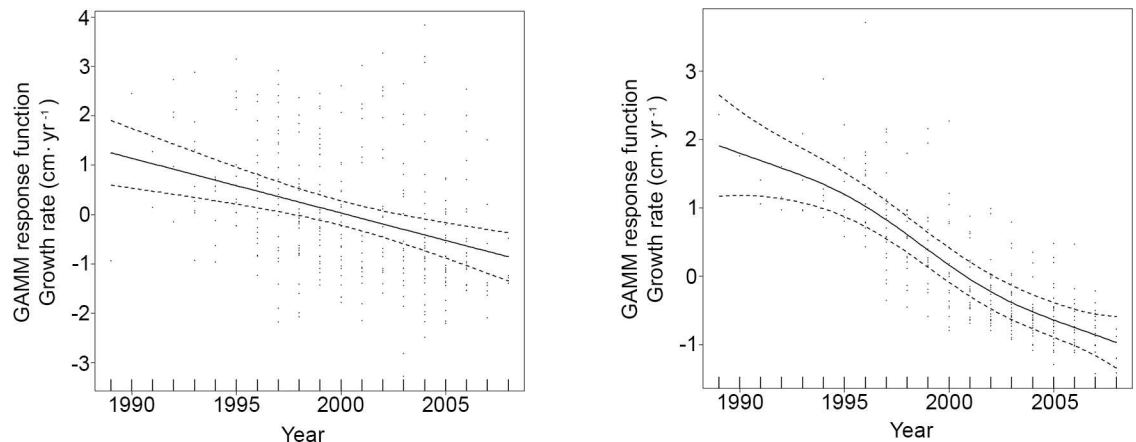 GAMM response function
Growth rate (cm· yr⁻¹)
4
3
2
1
0
-1
-2
-3
1990 1995 2000 2005
Year
GAMM response function
Growth rate (cm· yr⁻¹)
3
2
1
0
-1
1990 1995 2000 2005
Year